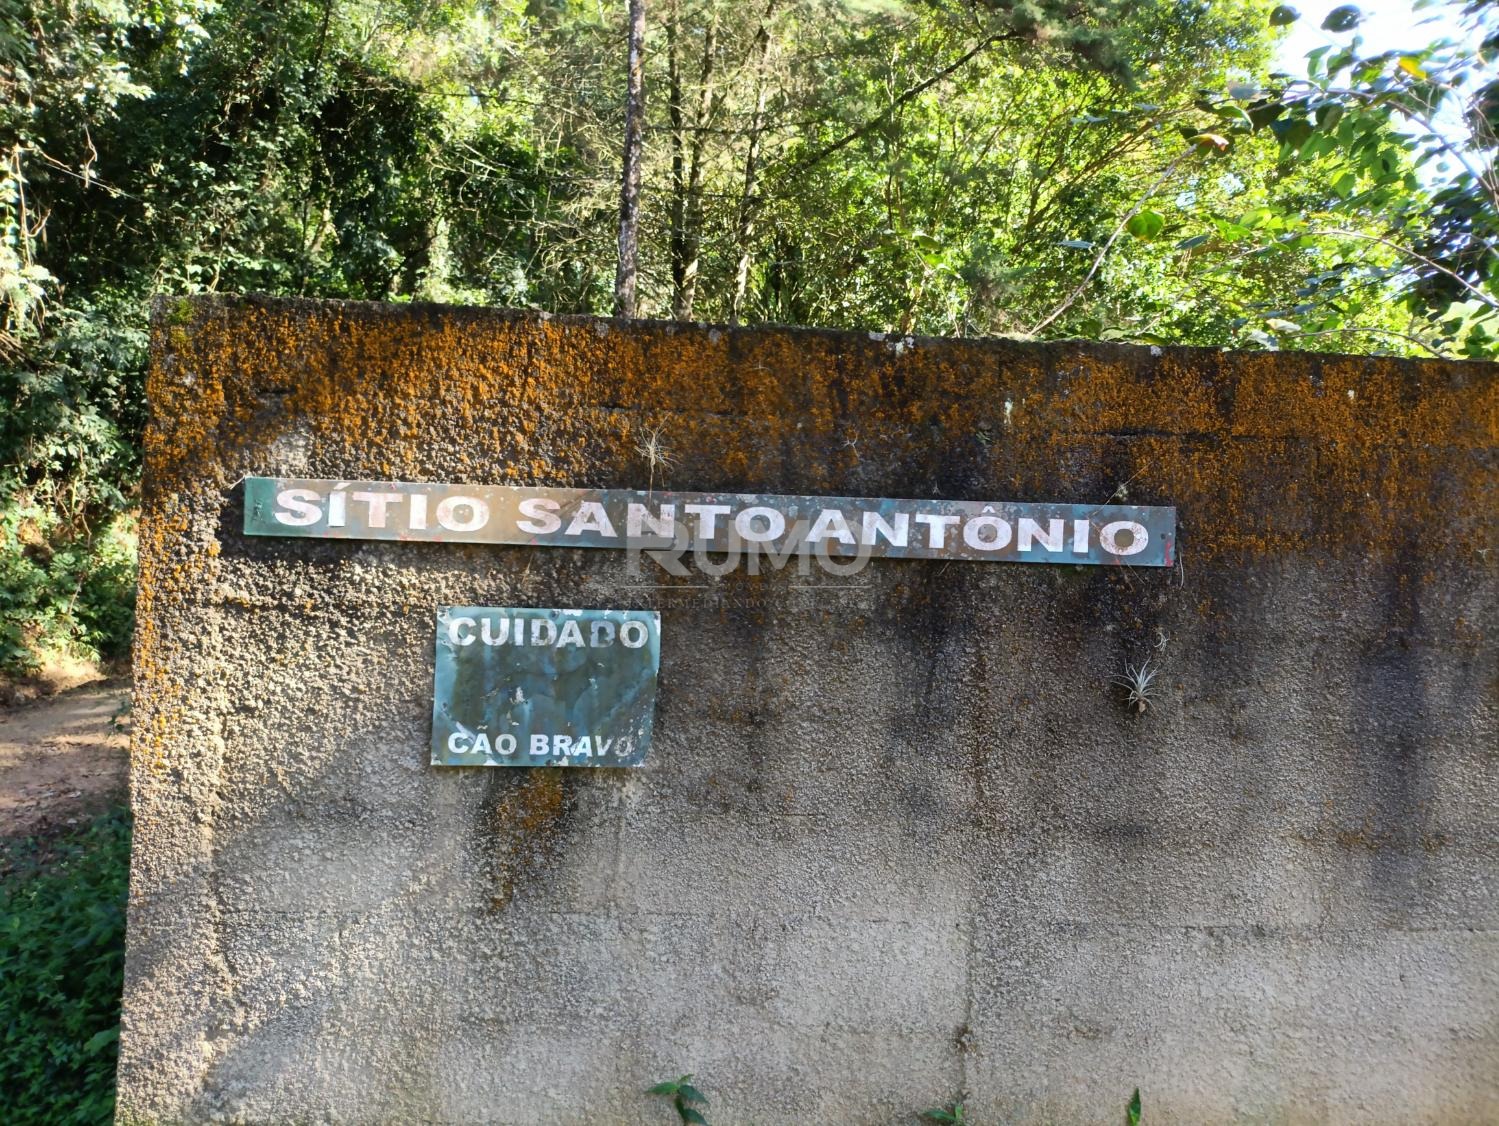 SÍTIO SANTO ANTÔNIO
RUMO
CUIDADO
CÃO BRAVO